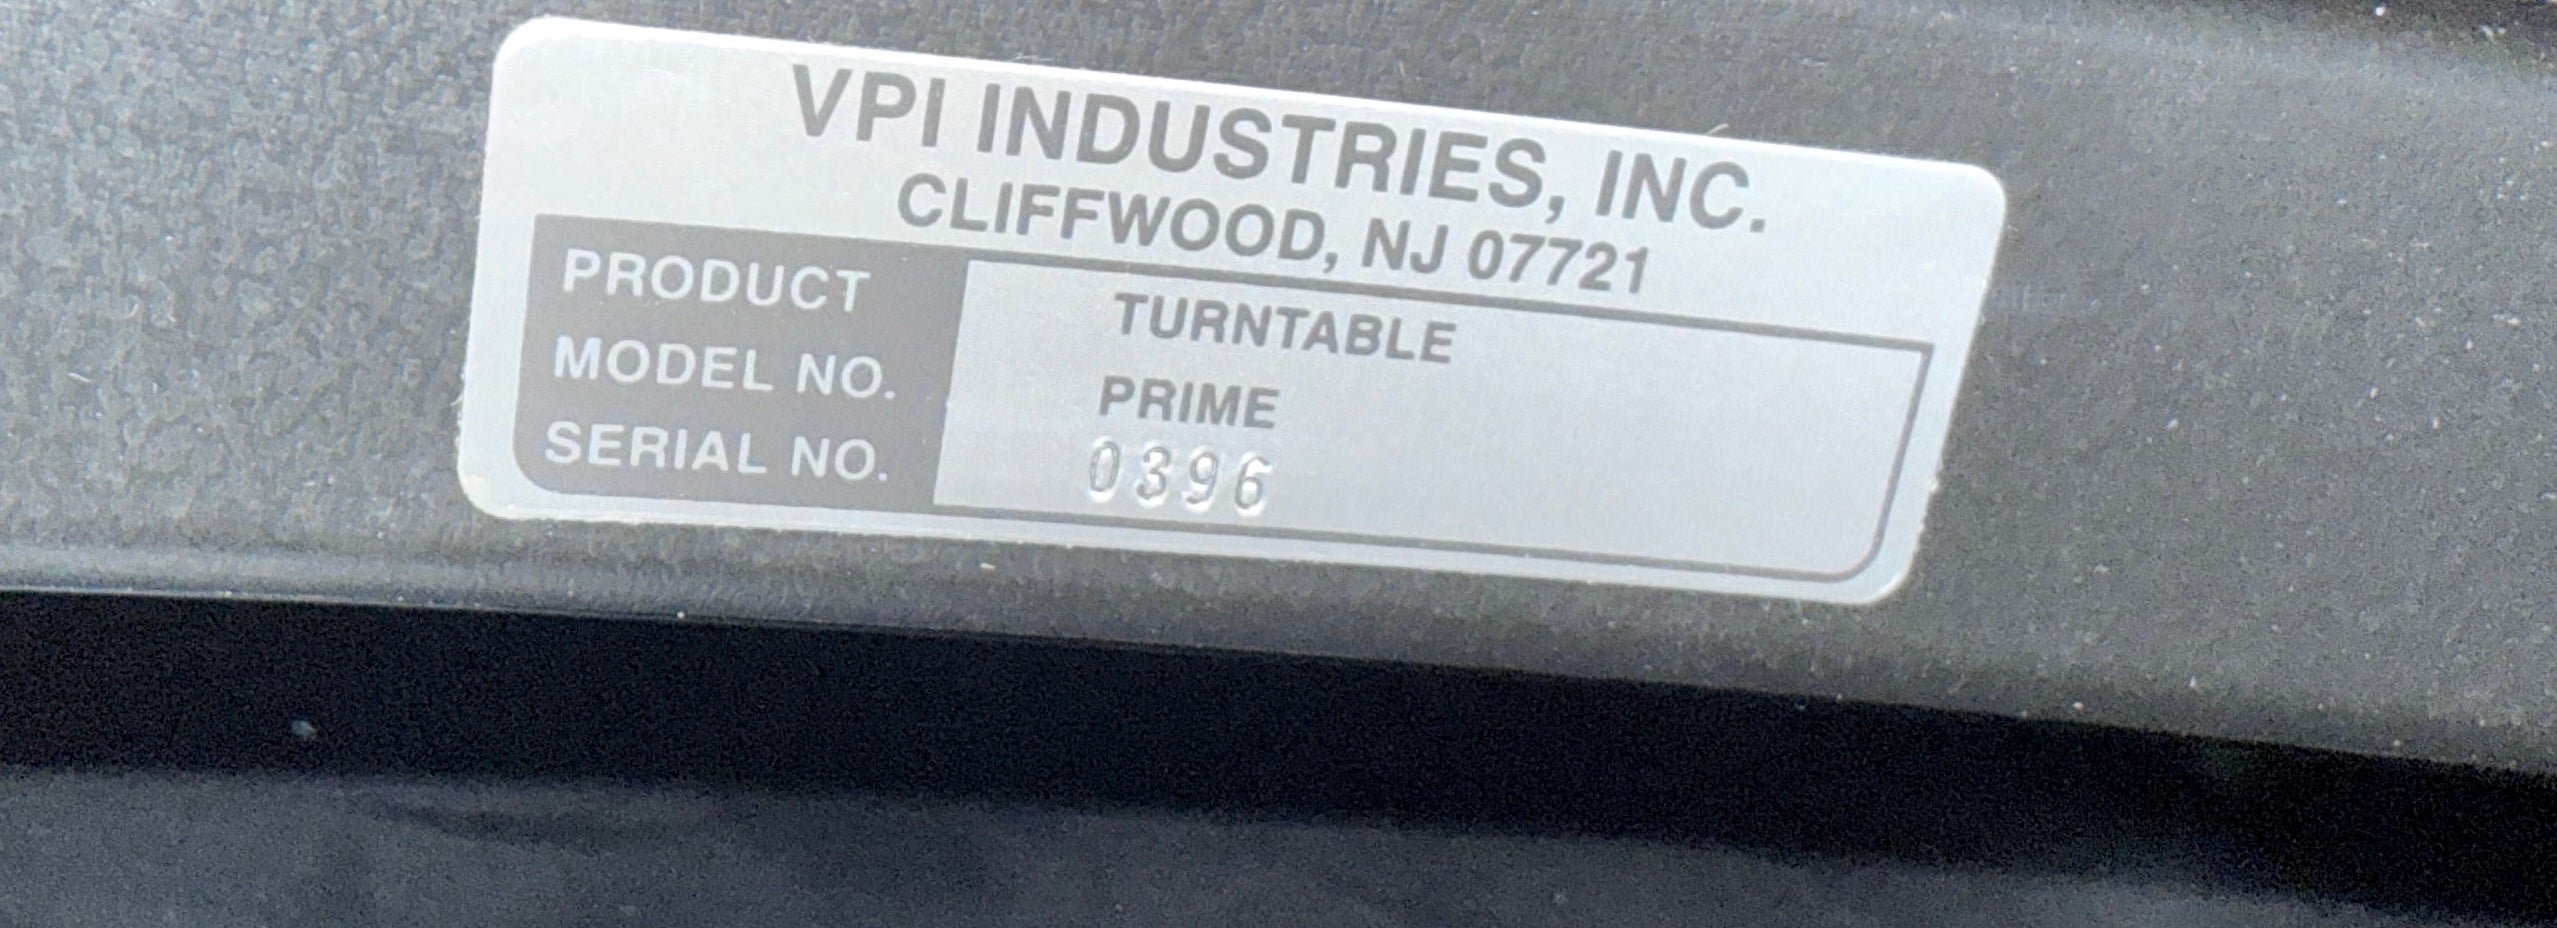 VPI INDUSTRIES, INC.
CLIFFWOOD, NJ 07721
PRODUCT TURNTABLE
MODEL NO. PRIME
SERIAL NO. 0396